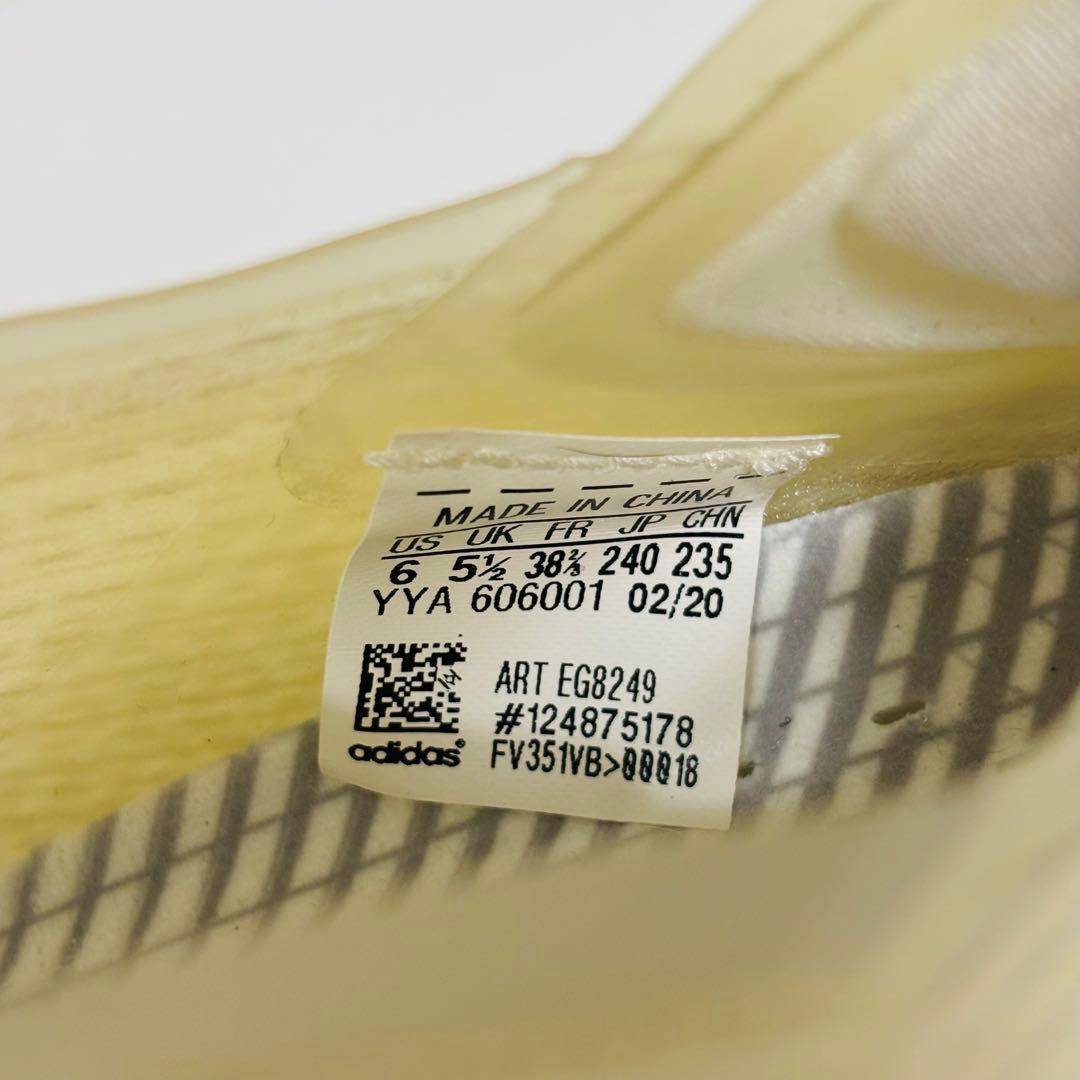 MADE IN CHINA
US UK FR JP CHN
6 5½ 38⅔ 240 235
YYA 606001 02/20
ART EG8249
#124875178
adidas®
FV351VB>00018